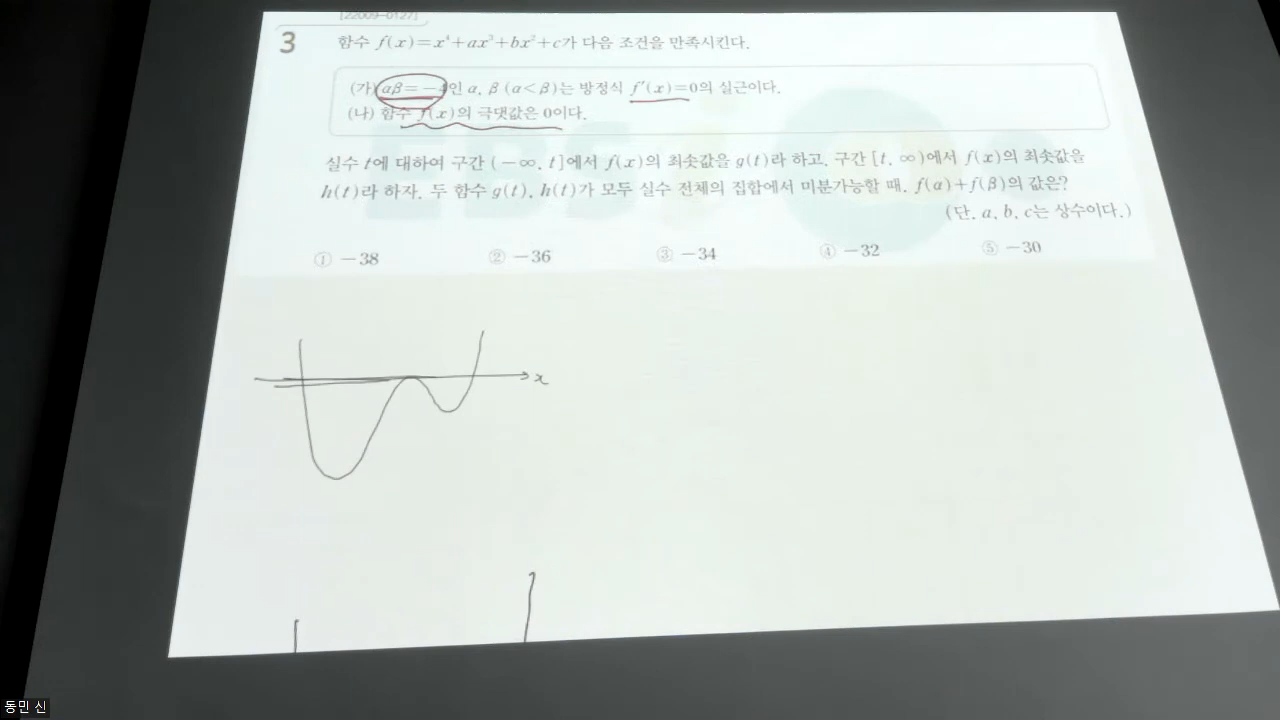 [22009-0127]
3 함수 f(x)=x⁴+ax³+bx²+c가 다음 조건을 만족시킨다.
(가) αβ=-4인 α, β (α<β)는 방정식 f′(x)=0의 실근이다.
(나) 함수 f(x)의 극댓값은 0이다.
실수 t에 대하여 구간 (-∞, t]에서 f(x)의 최솟값을 g(t)라 하고, 구간 [t, ∞)에서 f(x)의 최솟값을
h(t)라 하자. 두 함수 g(t), h(t)가 모두 실수 전체의 집합에서 미분가능할 때, f(α)+f(β)의 값은?
(단, a, b, c는 상수이다.)
① -38 ② -36 ③ -34 ④ -32 ⑤ -30
x
동민 신